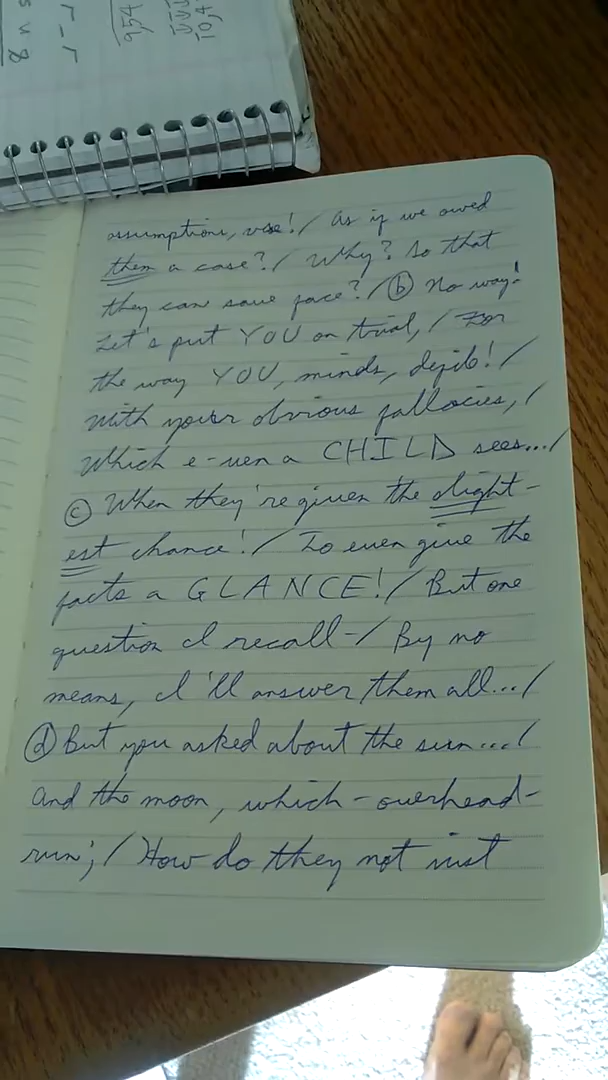 assumptions, wise! / As if we owed
them a case? / Why? So that
they can save face? / ⓑ No way!
Let's put YOU on trial, / For
the way YOU, minds, defile! /
With your obvious fallacies, /
Which e-ven a CHILD sees... /
ⓒ When they're given the slight-
est chance! / To even give the
facts a GLANCE! / But one
question I recall- / By no
means, I'll answer them all... /
ⓓ But you asked about the sun... /
And the moon, which-overhead-
run; / How do they not just